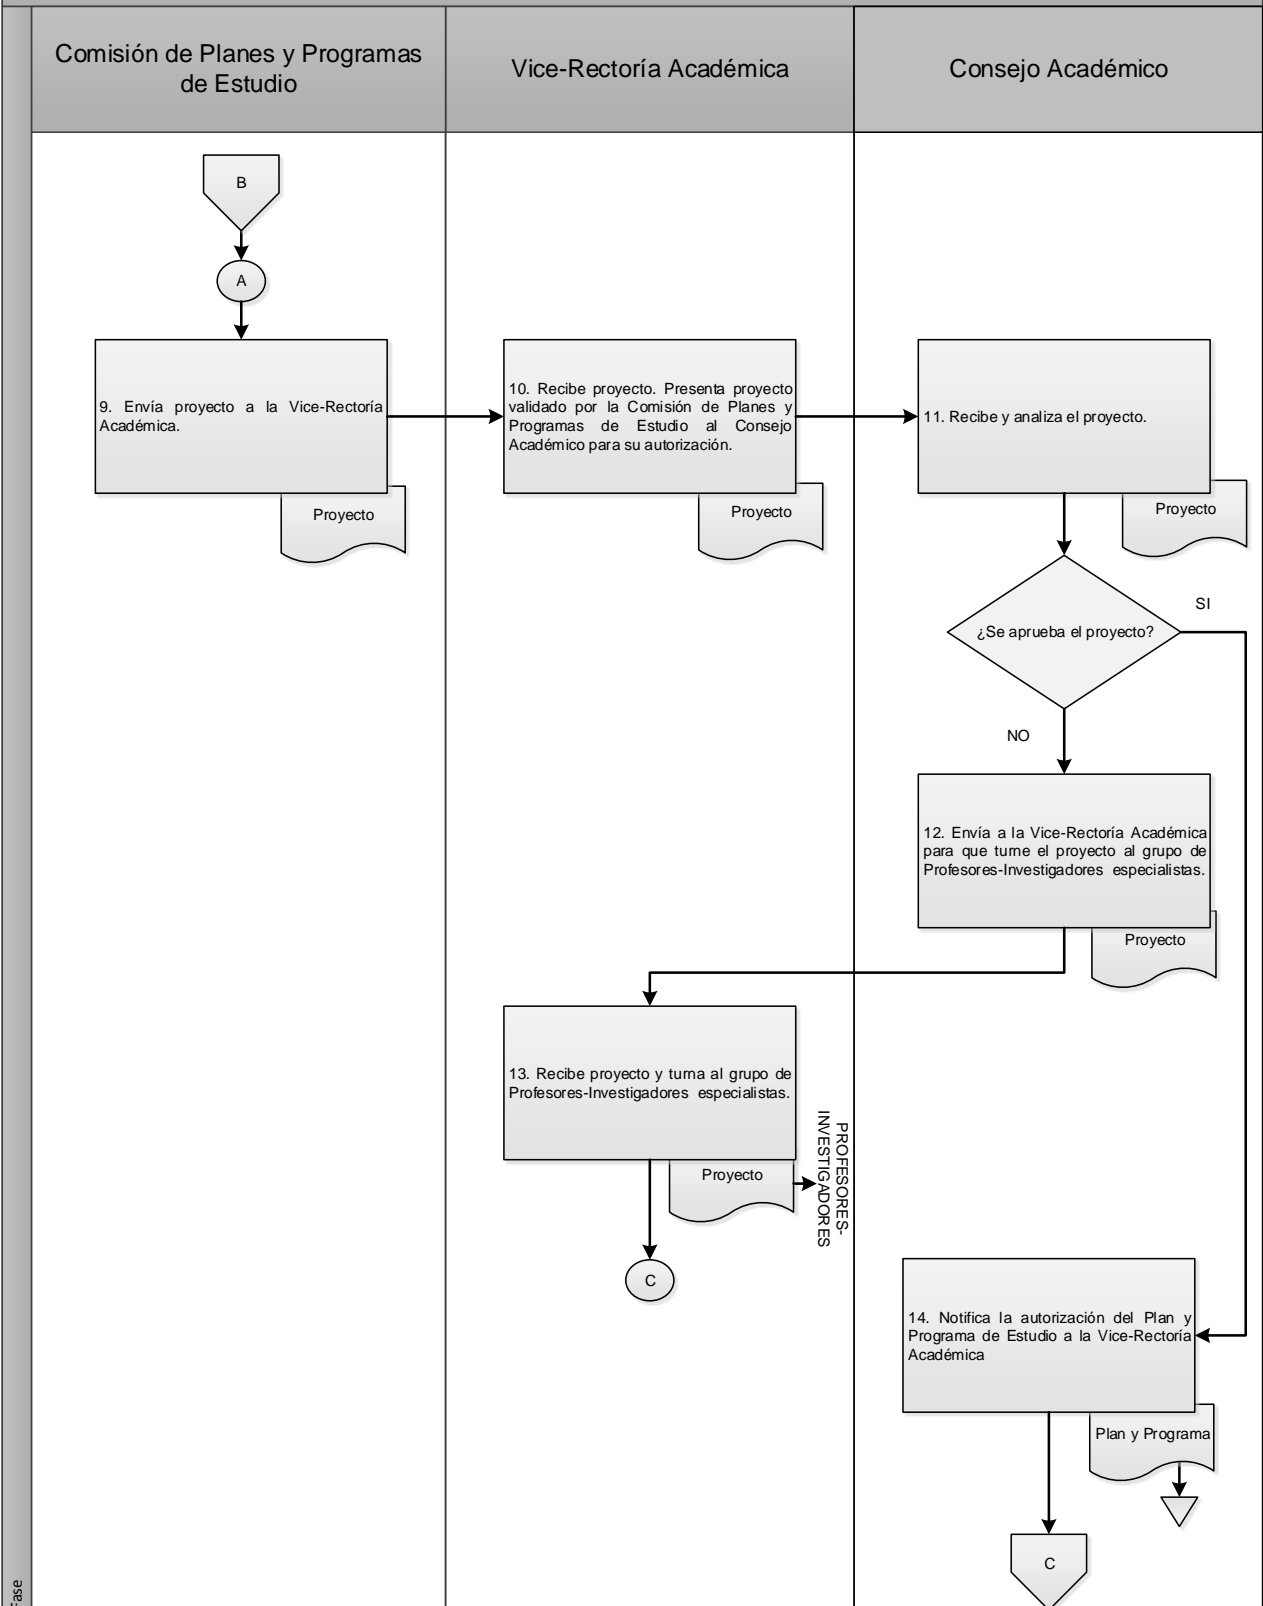 Comisión de Planes y Programas
de Estudio
Vice-Rectoría Académica
Consejo Académico
B
A
9. Envía proyecto a la Vice-Rectoría
Académica.
Proyecto
10. Recibe proyecto. Presenta proyecto
validado por la Comisión de Planes y
Programas de Estudio al Consejo
Académico para su autorización.
Proyecto
11. Recibe y analiza el proyecto.
Proyecto
¿Se aprueba el proyecto?
SI
NO
12. Envía a la Vice-Rectoría Académica
para que turne el proyecto al grupo de
Profesores-Investigadores especialistas.
Proyecto
13. Recibe proyecto y turna al grupo de
Profesores-Investigadores especialistas.
Proyecto
PROFESORES-
INVESTIGADORES
C
14. Notifica la autorización del Plan y
Programa de Estudio a la Vice-Rectoría
Académica
Plan y Programa
C
Fase